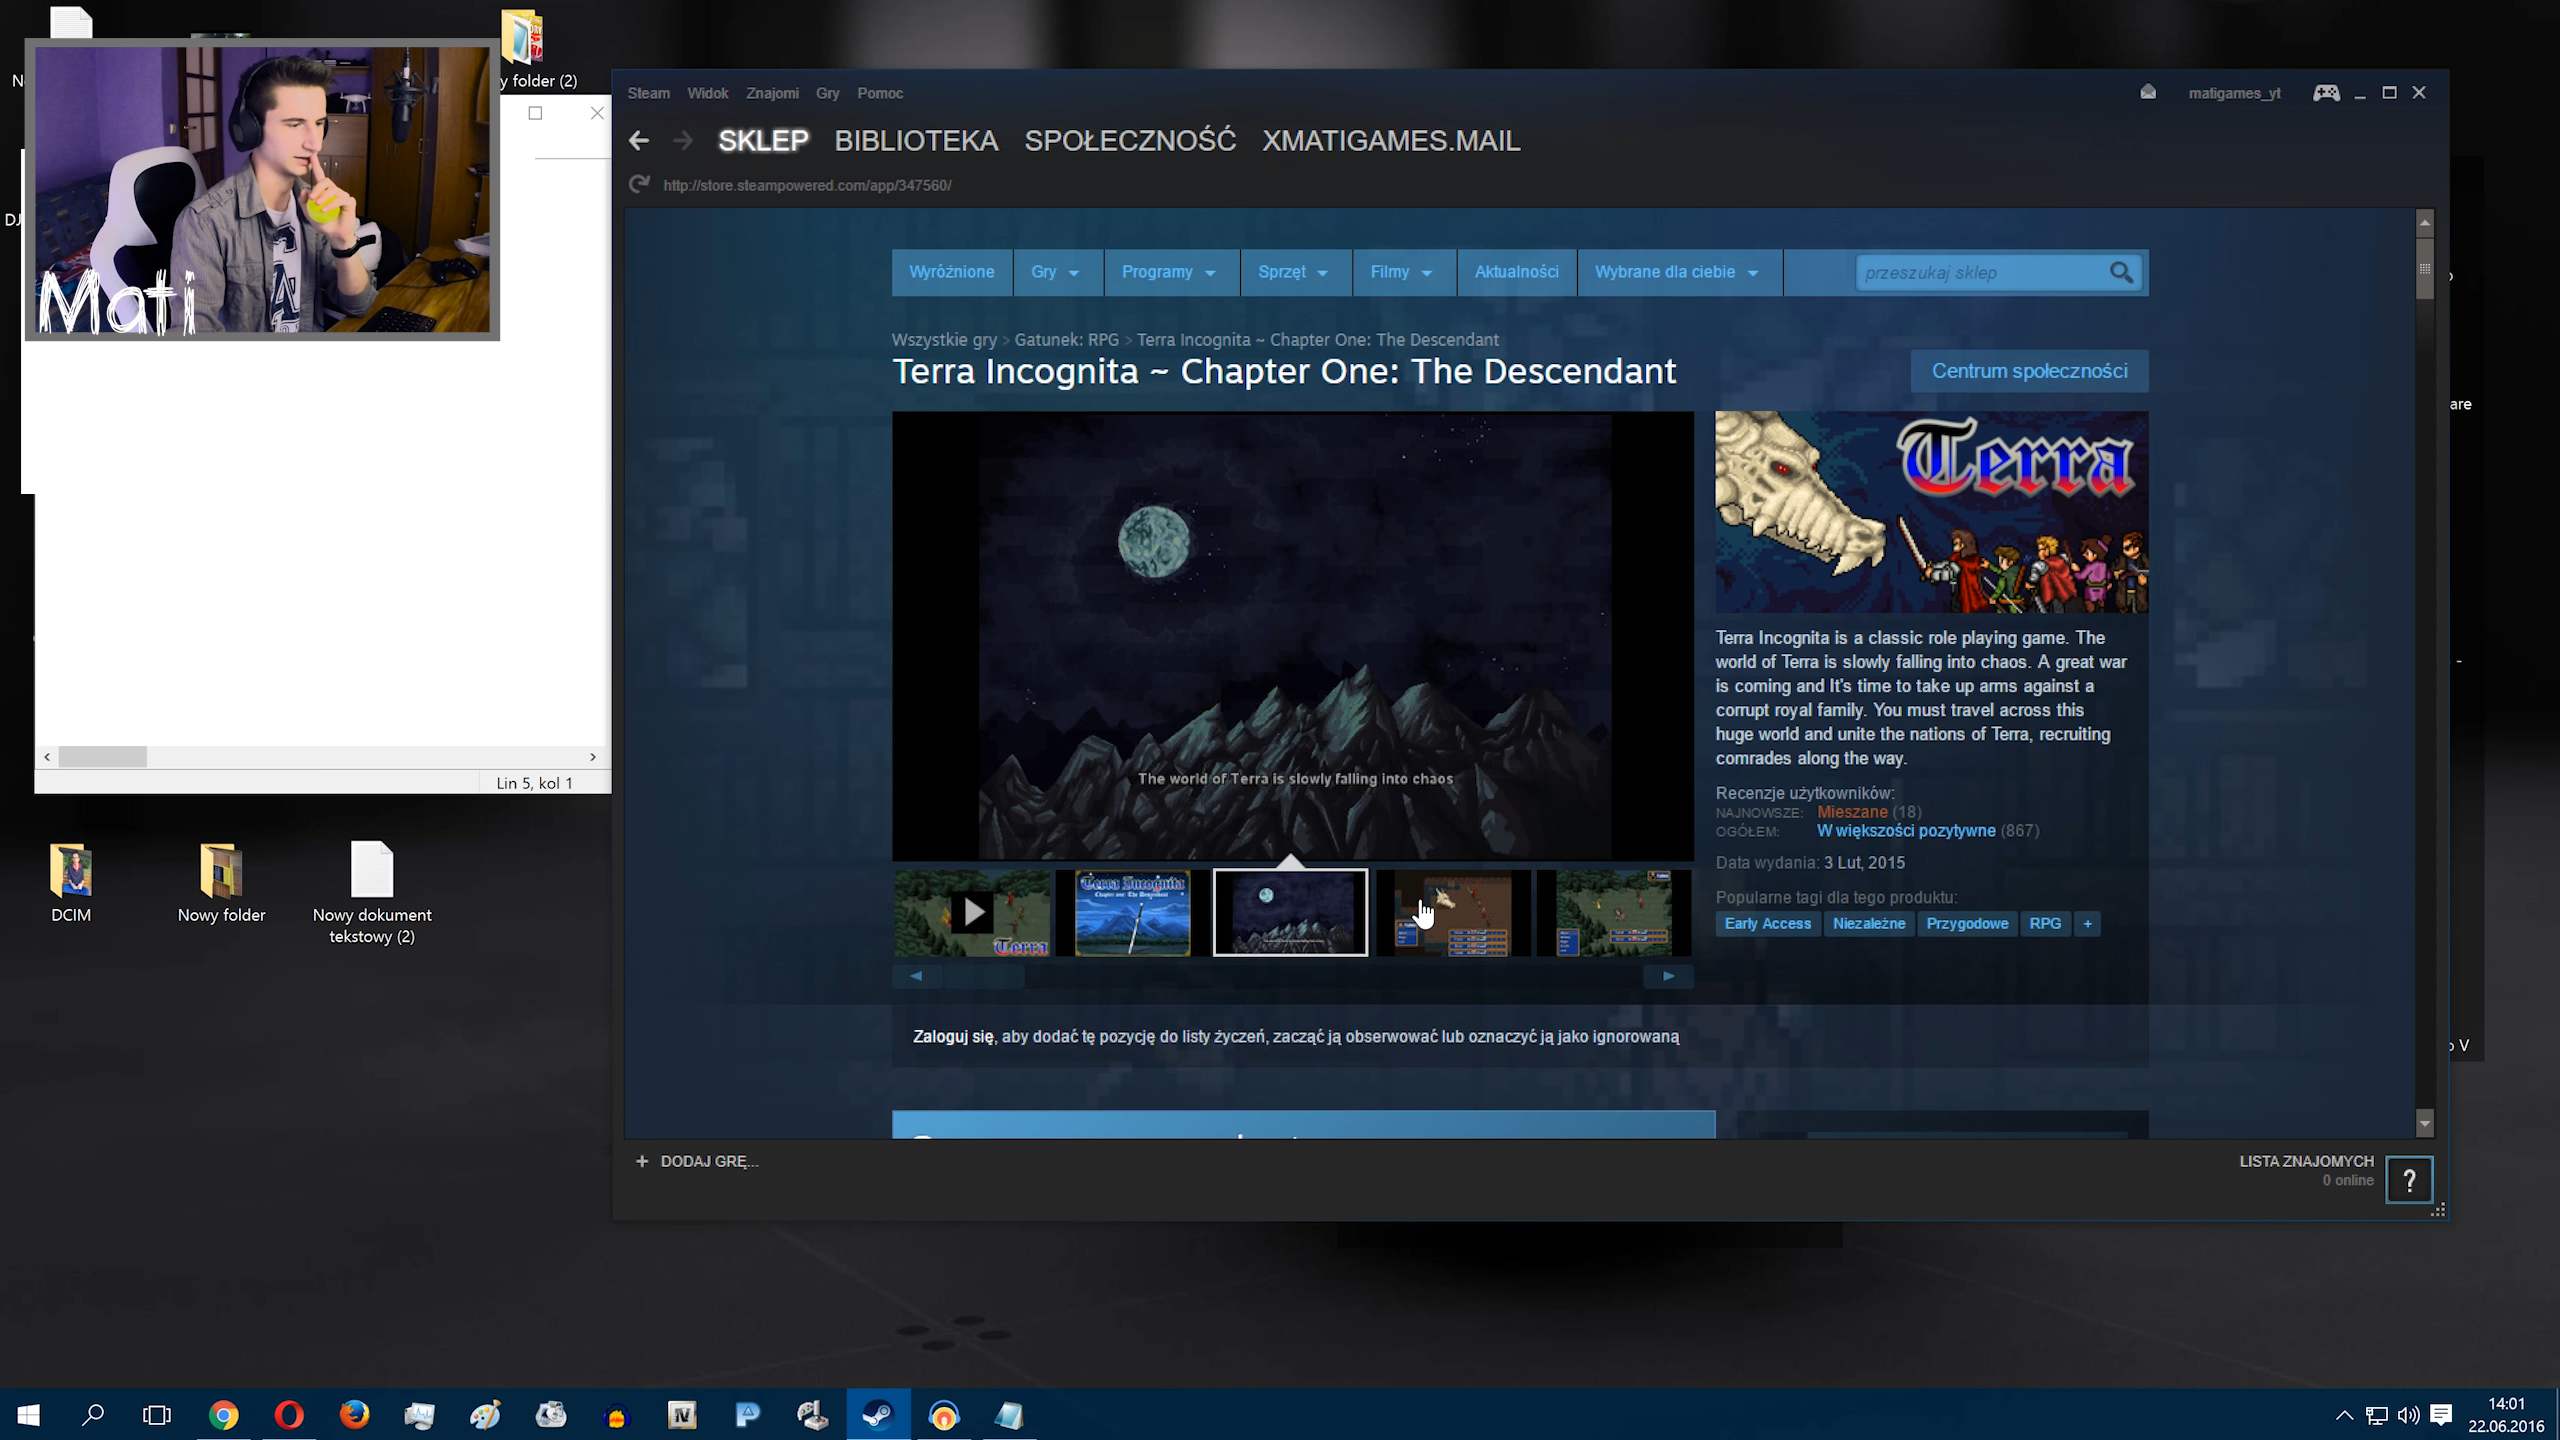 y folder (2)
Mati
DJ
Lin 5, kol 1
DCIM
Nowy folder
Nowy dokument
tekstowy (2)
Steam Widok Znajomi Gry Pomoc
matigames_yt
SKLEP BIBLIOTEKA SPOŁECZNOŚĆ XMATIGAMES.MAIL
http://store.steampowered.com/app/347560/
Wyróżnione Gry Programy Sprzęt Filmy Aktualności Wybrane dla ciebie
przeszukaj sklep
Wszystkie gry > Gatunek: RPG > Terra Incognita ~ Chapter One: The Descendant
Terra Incognita ~ Chapter One: The Descendant
Centrum społeczności
The world of Terra is slowly falling into chaos
Terra
Terra Incognita is a classic role playing game. The
world of Terra is slowly falling into chaos. A great war
is coming and It's time to take up arms against a
corrupt royal family. You must travel across this
huge world and unite the nations of Terra, recruiting
comrades along the way.
Recenzje użytkowników:
NAJNOWSZE: Mieszane (18)
OGÓŁEM: W większości pozytywne (867)
Data wydania: 3 Lut, 2015
Popularne tagi dla tego produktu:
Early Access Niezależne Przygodowe RPG +
Terra
Terra Incognita
Chapter One: The Descendant
Zaloguj się, aby dodać tę pozycję do listy życzeń, zacząć ją obserwować lub oznaczyć ją jako ignorowaną
+ DODAJ GRĘ...
LISTA ZNAJOMYCH
0 online
?
are
o V
IV
14:01
22.06.2016